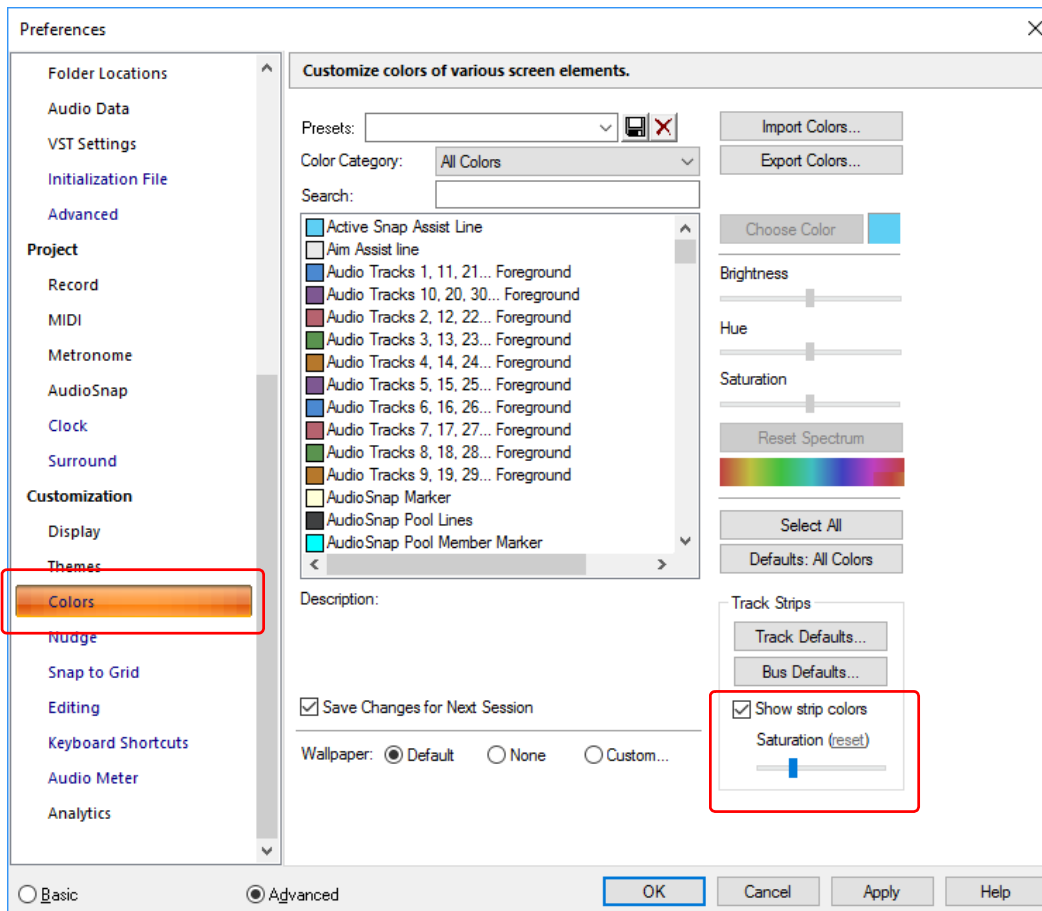 Preferences
Folder Locations
Audio Data
VST Settings
Initialization File
Advanced
Project
Record
MIDI
Metronome
AudioSnap
Clock
Surround
Customization
Display
Themes
Colors
Nudge
Snap to Grid
Editing
Keyboard Shortcuts
Audio Meter
Analytics
Basic
Advanced
Customize colors of various screen elements.
Presets:
Color Category: All Colors
Search:
Active Snap Assist Line
Aim Assist line
Audio Tracks 1, 11, 21... Foreground
Audio Tracks 10, 20, 30... Foreground
Audio Tracks 2, 12, 22... Foreground
Audio Tracks 3, 13, 23... Foreground
Audio Tracks 4, 14, 24... Foreground
Audio Tracks 5, 15, 25... Foreground
Audio Tracks 6, 16, 26... Foreground
Audio Tracks 7, 17, 27... Foreground
Audio Tracks 8, 18, 28... Foreground
Audio Tracks 9, 19, 29... Foreground
AudioSnap Marker
AudioSnap Pool Lines
AudioSnap Pool Member Marker
Description:
Save Changes for Next Session
Wallpaper: Default None Custom...
Import Colors...
Export Colors...
Choose Color
Brightness
Hue
Saturation
Reset Spectrum
Select All
Defaults: All Colors
Track Strips
Track Defaults...
Bus Defaults...
Show strip colors
Saturation (reset)
OK Cancel Apply Help